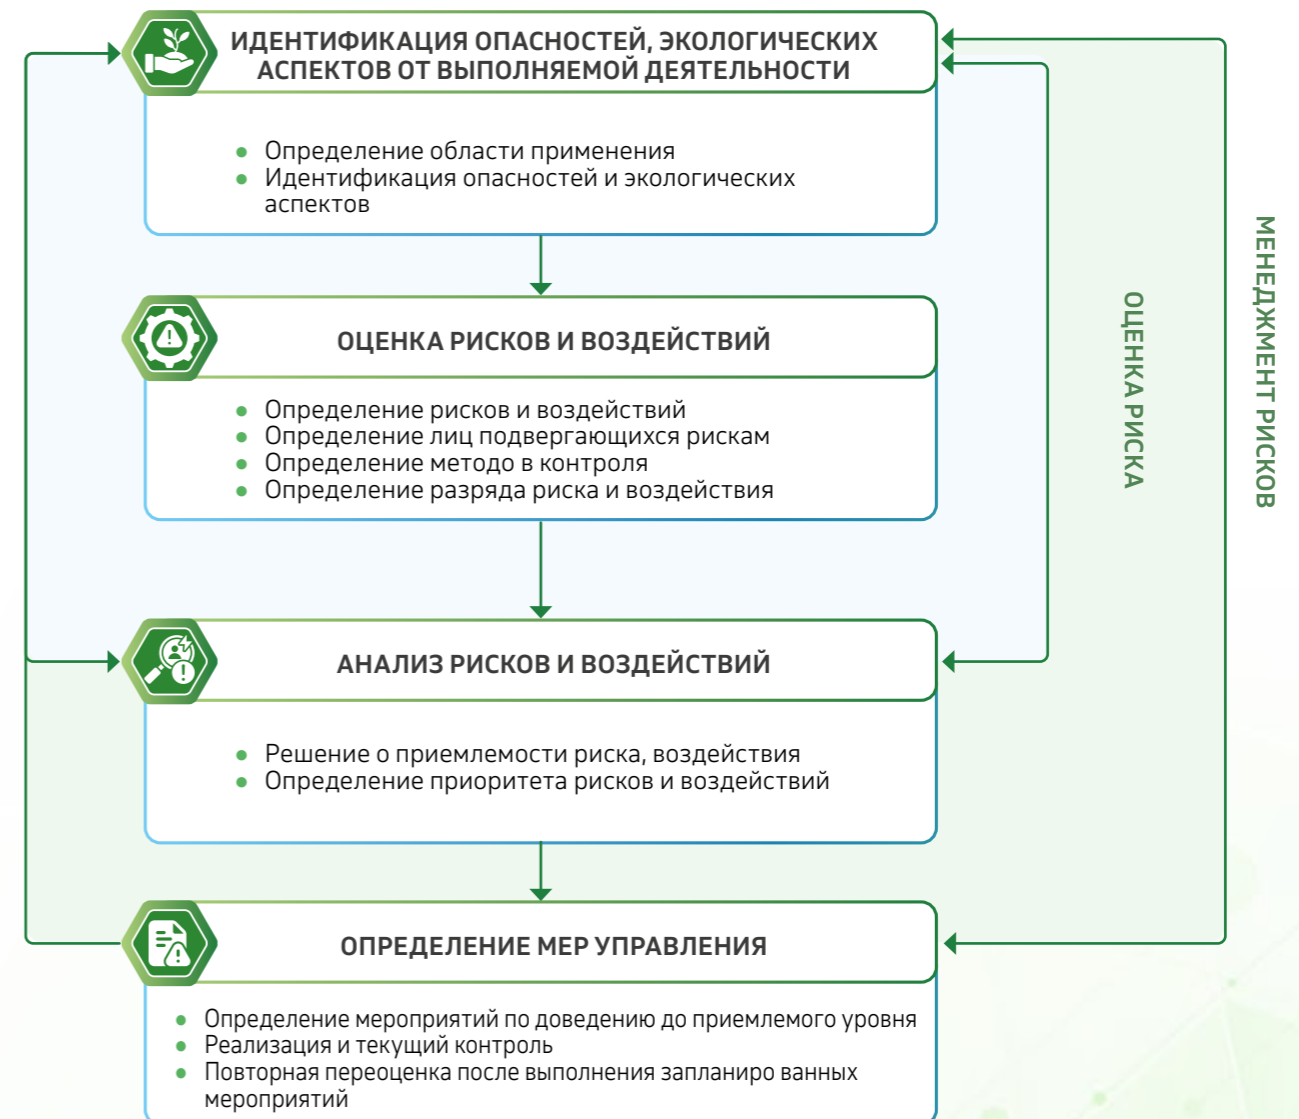 ИДЕНТИФИКАЦИЯ ОПАСНОСТЕЙ, ЭКОЛОГИЧЕСКИХ
АСПЕКТОВ ОТ ВЫПОЛНЯЕМОЙ ДЕЯТЕЛЬНОСТИ
Определение области применения
Идентификация опасностей и экологических
аспектов
ОЦЕНКА РИСКОВ И ВОЗДЕЙСТВИЙ
Определение рисков и воздействий
Определение лиц подвергающихся рискам
Определение методо в контроля
Определение разряда риска и воздействия
АНАЛИЗ РИСКОВ И ВОЗДЕЙСТВИЙ
Решение о приемлемости риска, воздействия
Определение приоритета рисков и воздействий
ОПРЕДЕЛЕНИЕ МЕР УПРАВЛЕНИЯ
Определение мероприятий по доведению до приемлемого уровня
Реализация и текущий контроль
Повторная переоценка после выполнения запланиро ванных
мероприятий
ОЦЕНКА РИСКА
МЕНЕДЖМЕНТ РИСКОВ